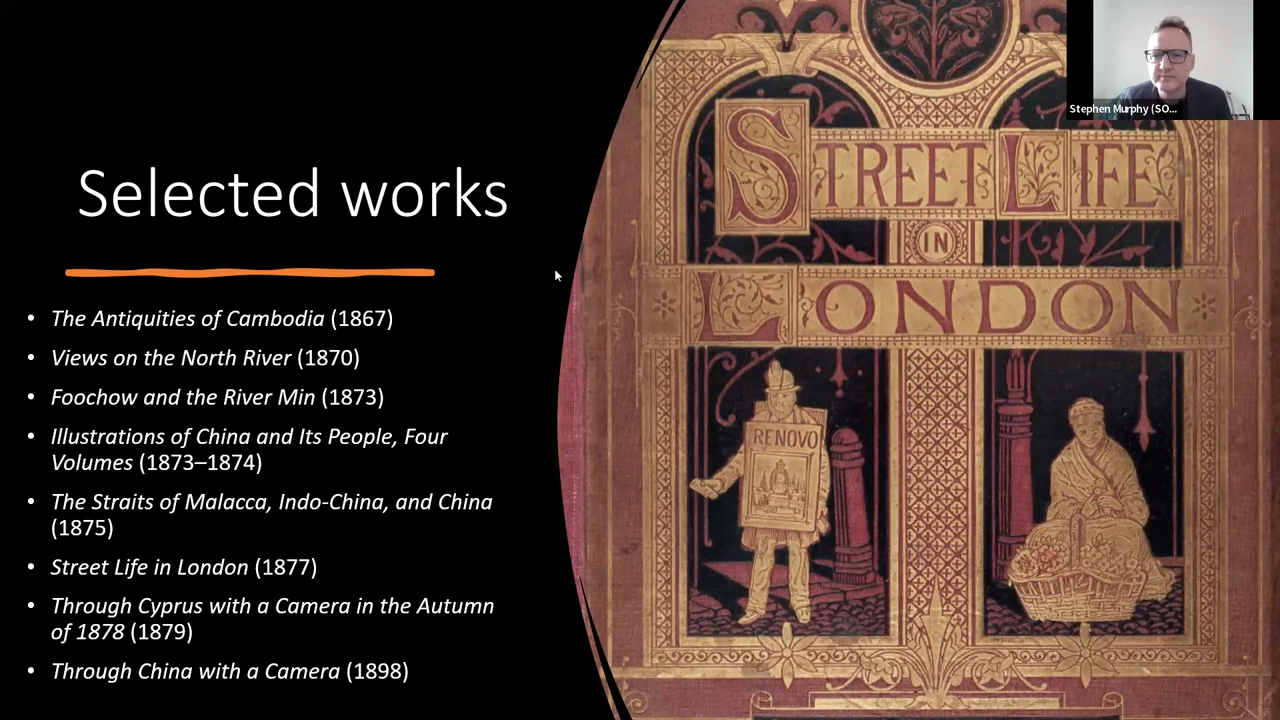 Selected works
• The Antiquities of Cambodia (1867)
• Views on the North River (1870)
• Foochow and the River Min (1873)
• Illustrations of China and Its People, Four
Volumes (1873–1874)
• The Straits of Malacca, Indo-China, and China
(1875)
• Street Life in London (1877)
• Through Cyprus with a Camera in the Autumn
of 1878 (1879)
• Through China with a Camera (1898)
STREET LIFE
IN
LONDON
RENOVO
Stephen Murphy (SO...